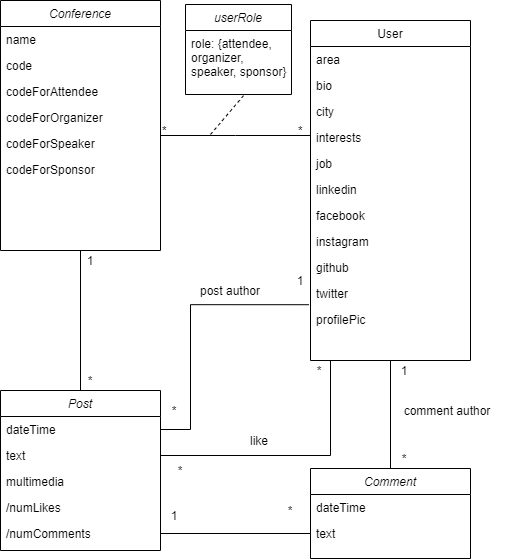 Conference
name
code
codeForAttendee
codeForOrganizer
codeForSpeaker
codeForSponsor
userRole
role: {attendee,
organizer,
speaker, sponsor}
User
area
bio
city
interests
job
linkedin
facebook
instagram
github
twitter
profilePic
*
*
1
*
post author
1
*
like
*
*
1
comment author
*
Post
dateTime
text
multimedia
/numLikes
/numComments
1
*
Comment
dateTime
text